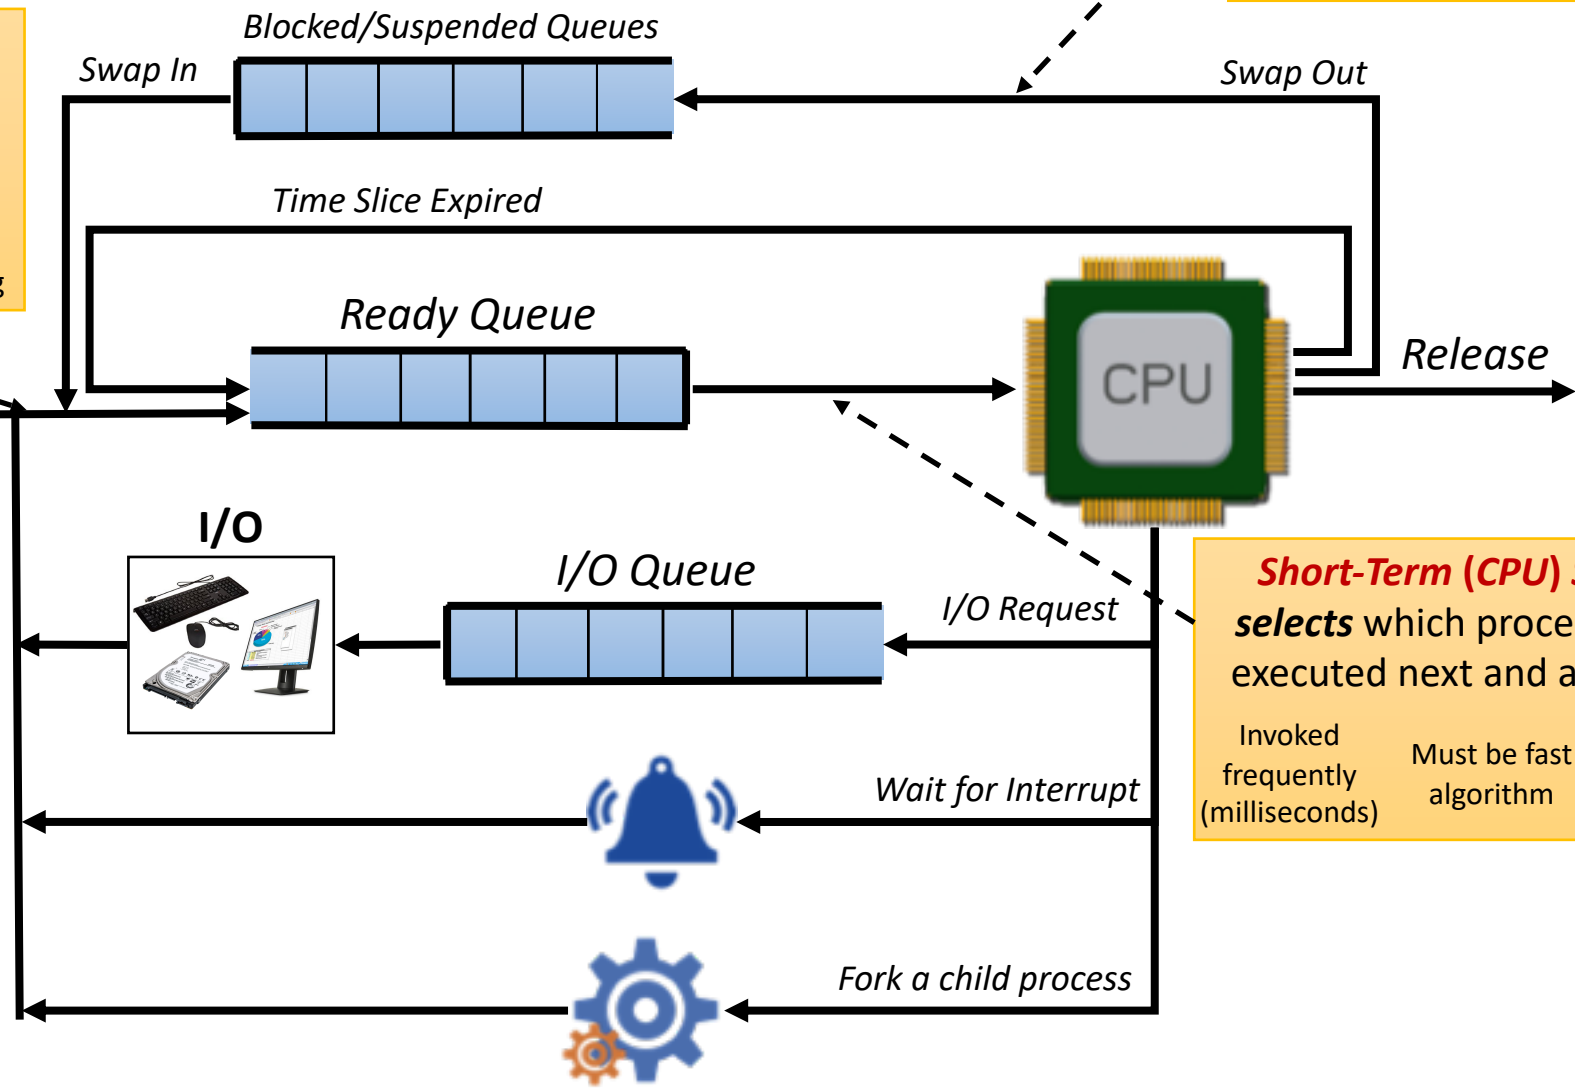 Blocked/Suspended Queues
Swap In
Swap Out
Time Slice Expired
Ready Queue
CPU
Release
I/O
I/O Queue
I/O Request
Short-Term (CPU)
selects which
executed next and
Invoked
frequently
(milliseconds)
Must be fast
algorithm
Wait for Interrupt
Fork a child process